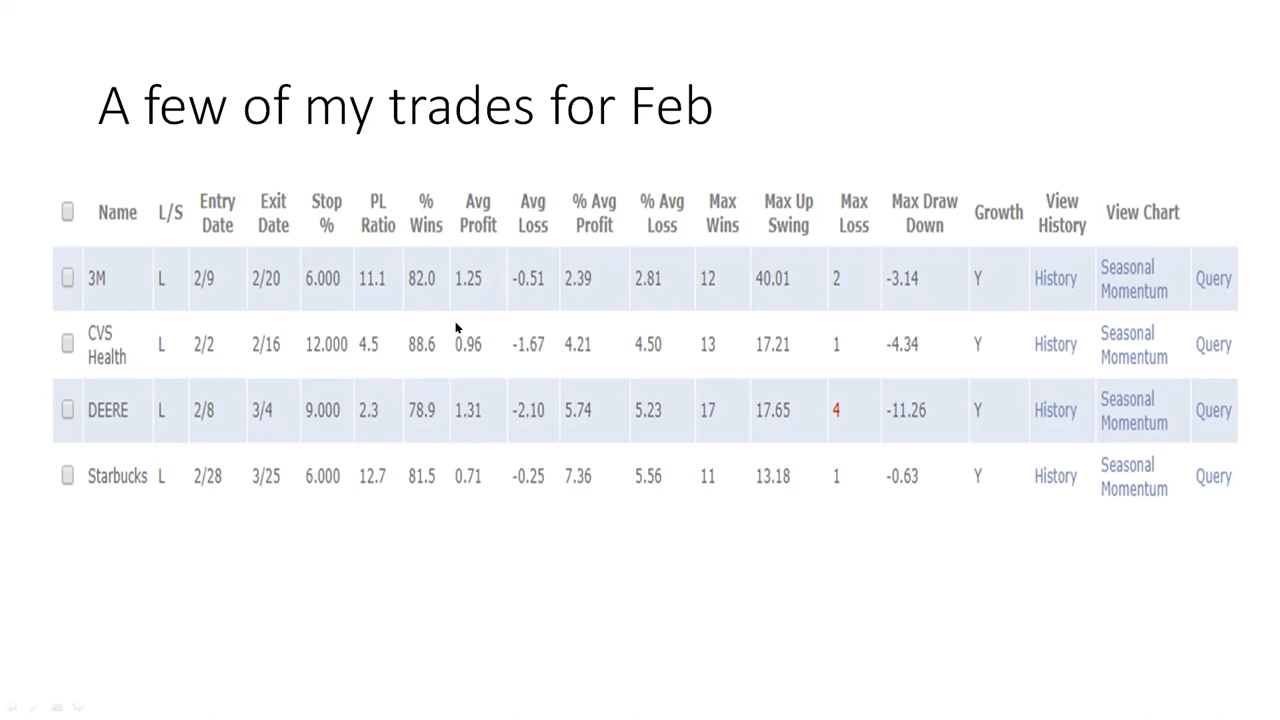 A few of my trades for Feb
Name L/S Entry Date Exit Date Stop % PL Ratio % Wins Avg Profit Avg Loss % Avg Profit % Avg Loss Max Wins Max Up Swing Max Loss Max Draw Down Growth View History View Chart
3M L 2/9 2/20 6.000 11.1 82.0 1.25 -0.51 2.39 2.81 12 40.01 2 -3.14 Y History Seasonal Momentum Query
CVS Health L 2/2 2/16 12.000 4.5 88.6 0.96 -1.67 4.21 4.50 13 17.21 1 -4.34 Y History Seasonal Momentum Query
DEERE L 2/8 3/4 9.000 2.3 78.9 1.31 -2.10 5.74 5.23 17 17.65 4 -11.26 Y History Seasonal Momentum Query
Starbucks L 2/28 3/25 6.000 12.7 81.5 0.71 -0.25 7.36 5.56 11 13.18 1 -0.63 Y History Seasonal Momentum Query